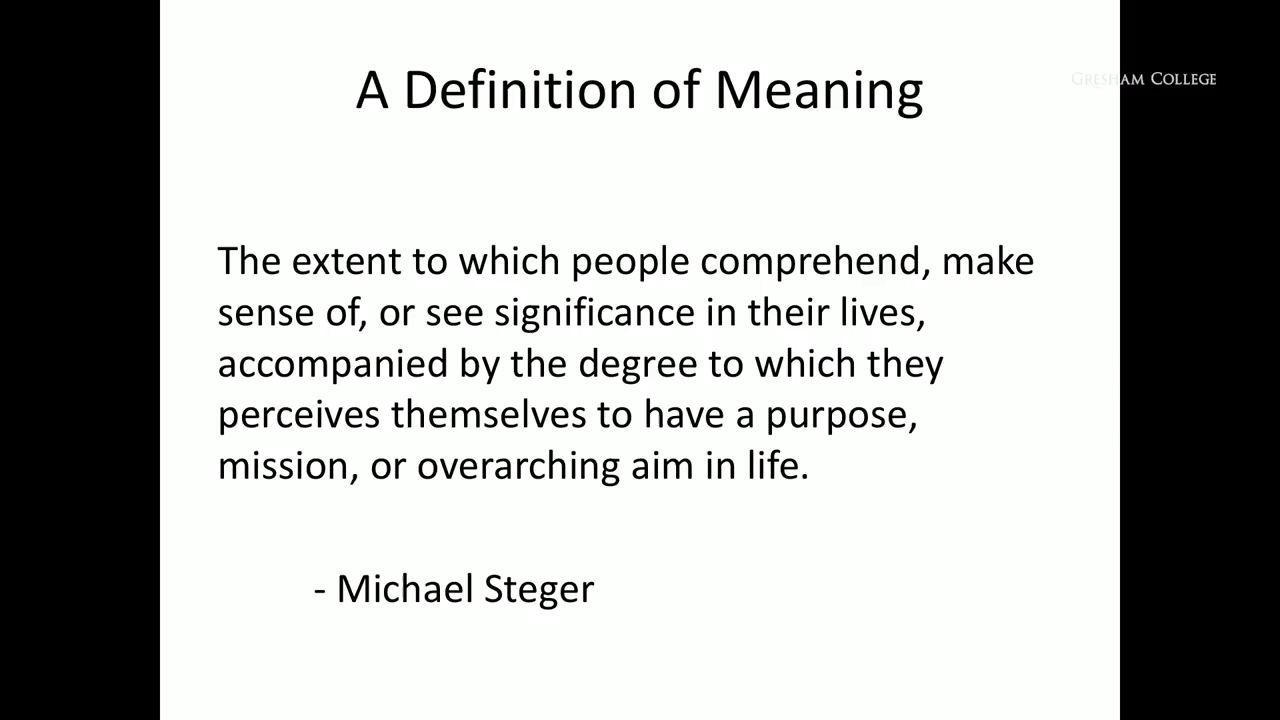 A Definition of Meaning
GRESHAM COLLEGE
The extent to which people comprehend, make
sense of, or see significance in their lives,
accompanied by the degree to which they
perceives themselves to have a purpose,
mission, or overarching aim in life.
- Michael Steger